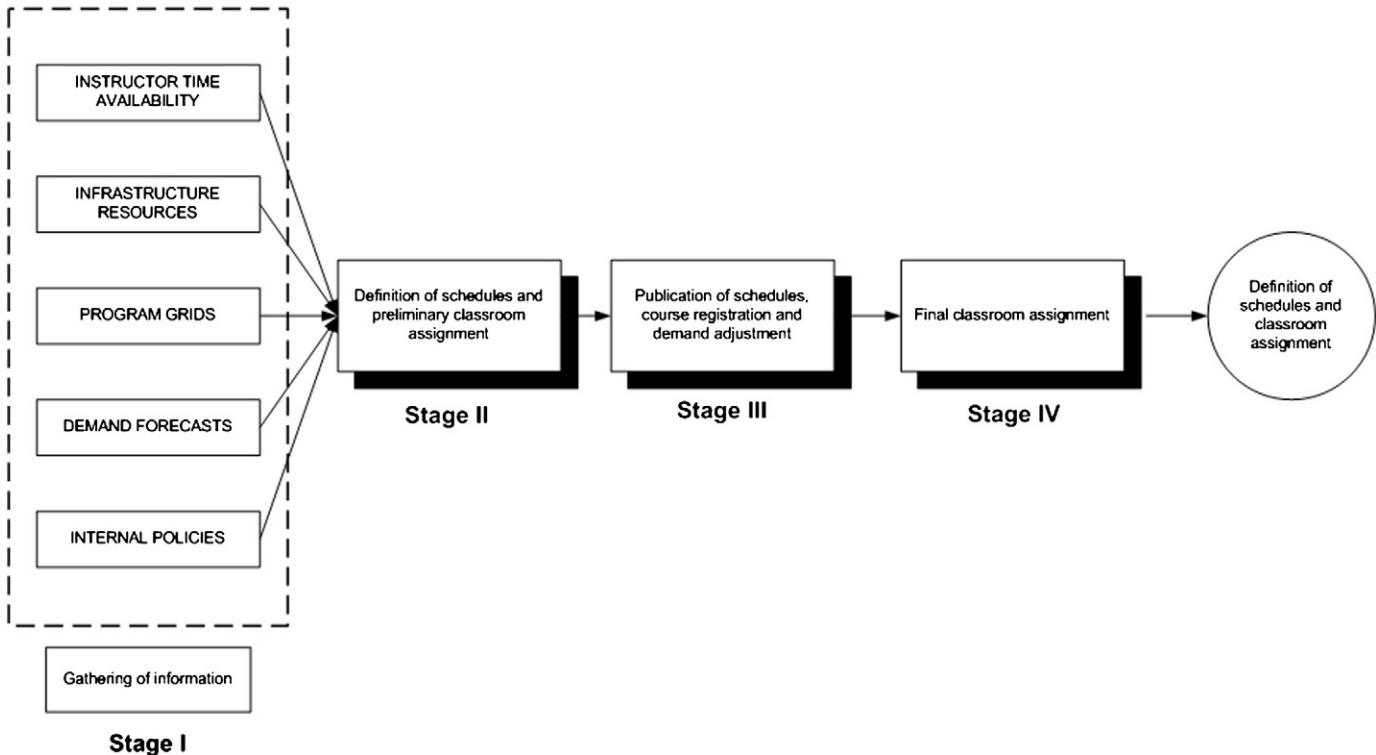 INSTRUCTOR TIME
AVAILABILITY
INFRASTRUCTURE
RESOURCES
PROGRAM GRIDS
DEMAND FORECASTS
INTERNAL POLICIES
Gathering of information
Stage I
Definition of schedules and
preliminary classroom
assignment
Stage II
Publication of schedules,
course registration and
demand adjustment
Stage III
Final classroom assignment
Stage IV
Definition of
schedules and
classroom
assignment